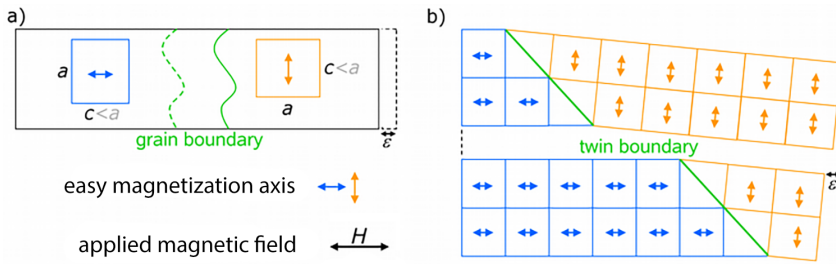 a)
a
c<a
c<a
a
grain boundary
ε
easy magnetization axis
applied magnetic field H
b)
twin boundary
ε